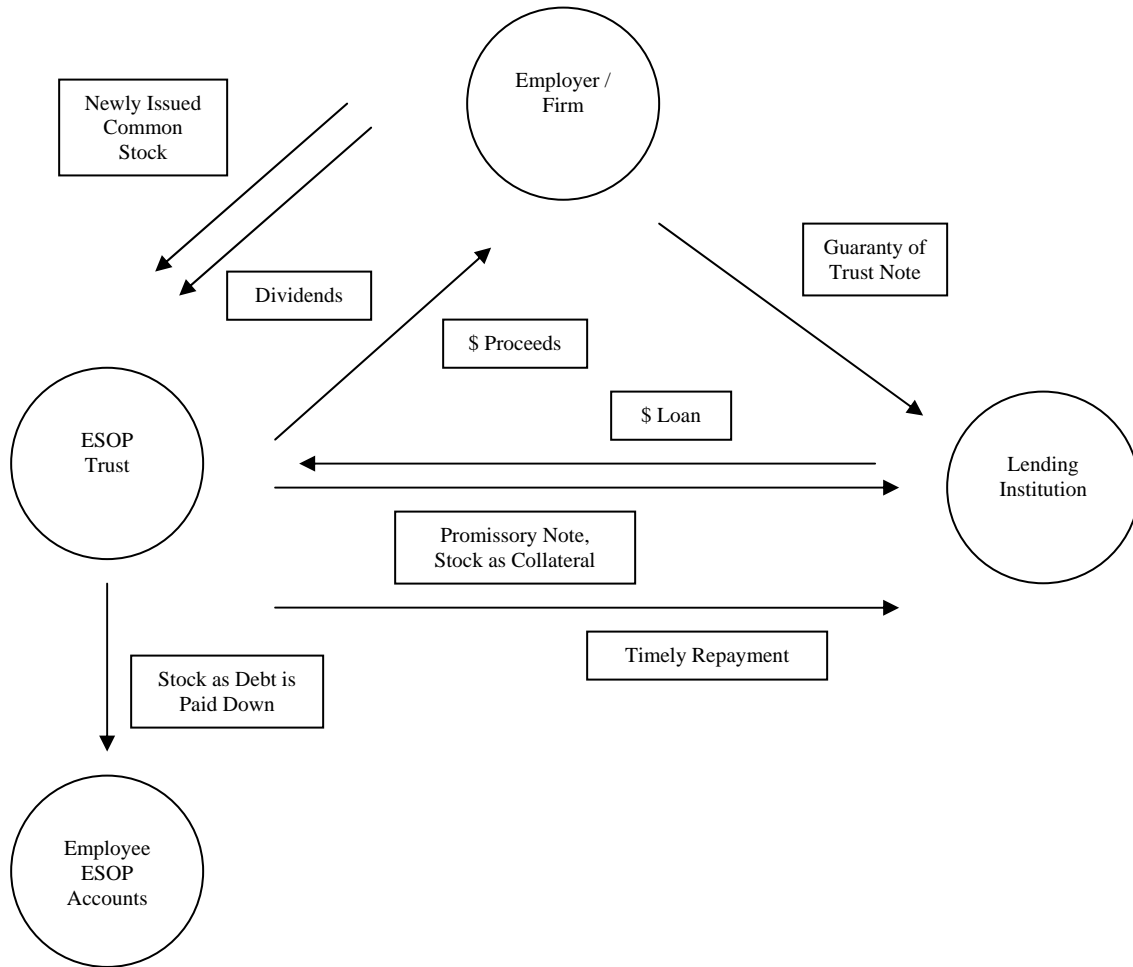 Employer /
Firm
Newly Issued
Common
Stock
Guaranty of
Trust Note
Dividends
$ Proceeds
$ Loan
ESOP
Trust
Lending
Institution
Promissory Note,
Stock as Collateral
Timely Repayment
Stock as Debt is
Paid Down
Employee
ESOP
Accounts